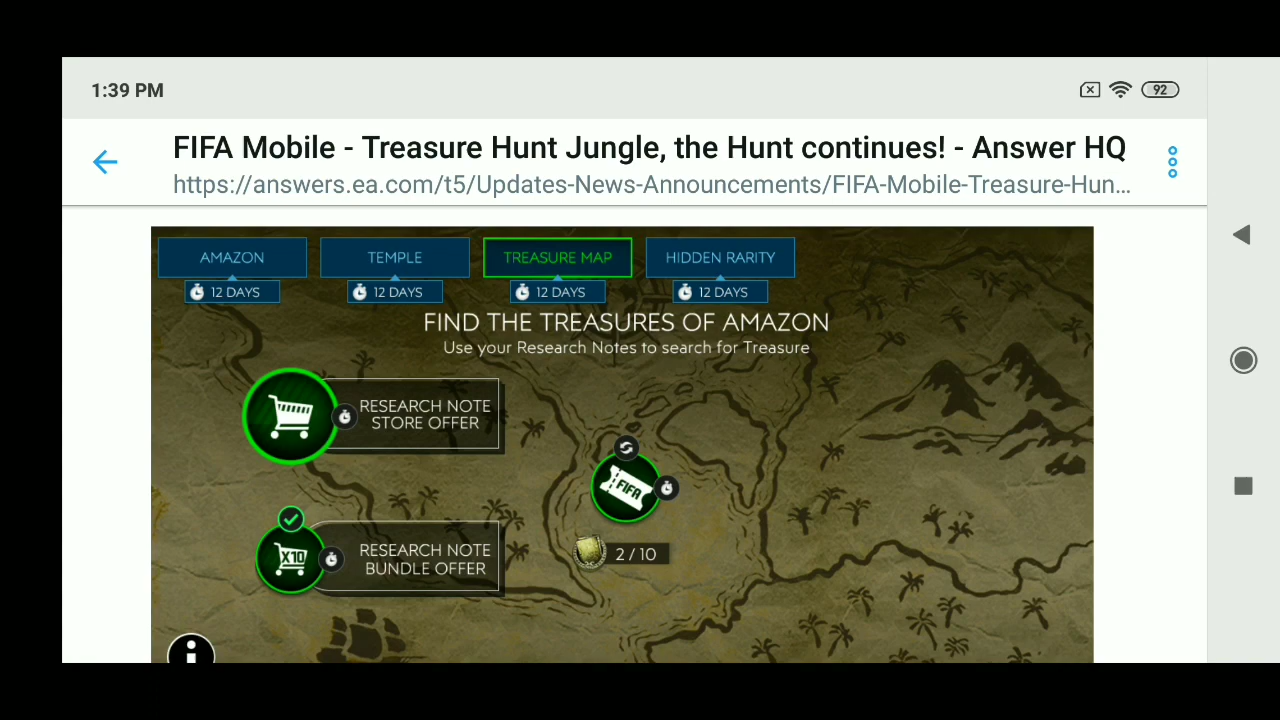 1:39 PM
92
FIFA Mobile - Treasure Hunt Jungle, the Hunt continues! - Answer HQ
https://answers.ea.com/t5/Updates-News-Announcements/FIFA-Mobile-Treasure-Hun...
AMAZON
TEMPLE
TREASURE MAP
HIDDEN RARITY
12 DAYS
12 DAYS
12 DAYS
12 DAYS
FIND THE TREASURES OF AMAZON
Use your Research Notes to search for Treasure
RESEARCH NOTE
STORE OFFER
FIFA
2 / 10
X10
RESEARCH NOTE
BUNDLE OFFER